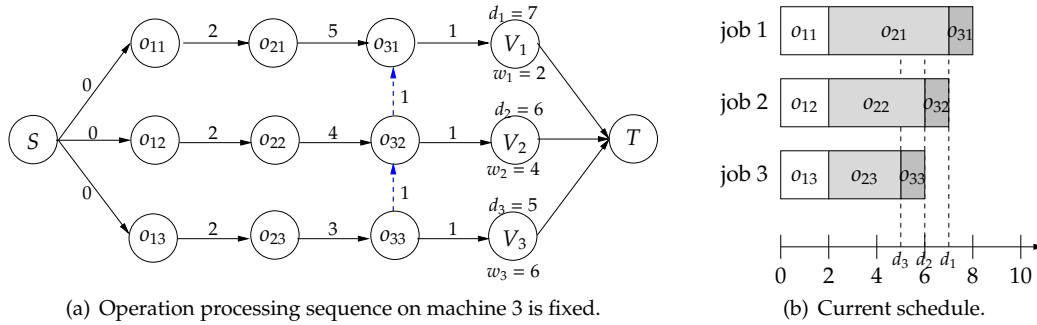 d₁ = 7
o₁₁ 2 o₂₁ 5 o₃₁ 1 V₁
w₁ = 2
0
1
d₂ = 6
S 0 o₁₂ 2 o₂₂ 4 o₃₂ 1 V₂ T
w₂ = 4
0
1
d₃ = 5
o₁₃ 2 o₂₃ 3 o₃₃ 1 V₃
w₃ = 6
(a) Operation processing sequence on machine 3 is fixed.
job 1 o₁₁ o₂₁ o₃₁
job 2 o₁₂ o₂₂ o₃₂
job 3 o₁₃ o₂₃ o₃₃
d₃ d₂ d₁
0 2 4 6 8 10
(b) Current schedule.